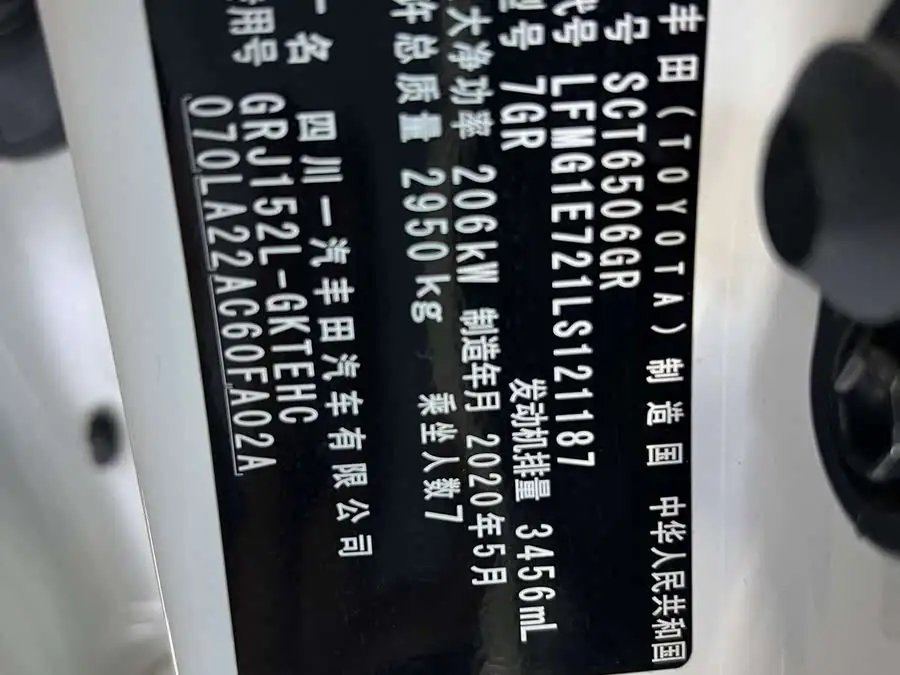 丰田(TOYOTA) 制造国 中华人民共和国
号 SCT6506GR
代号 LFMG1E721LS121187
型号 7GR 发动机排量 3456mL
大净功率 206kW 制造年月 2020年5月
许总质量 2950kg 乘坐人数7
名 四川一汽丰田汽车有限公司
用号 GRJ152L-GKTEHC
070LA22AC60FA02A